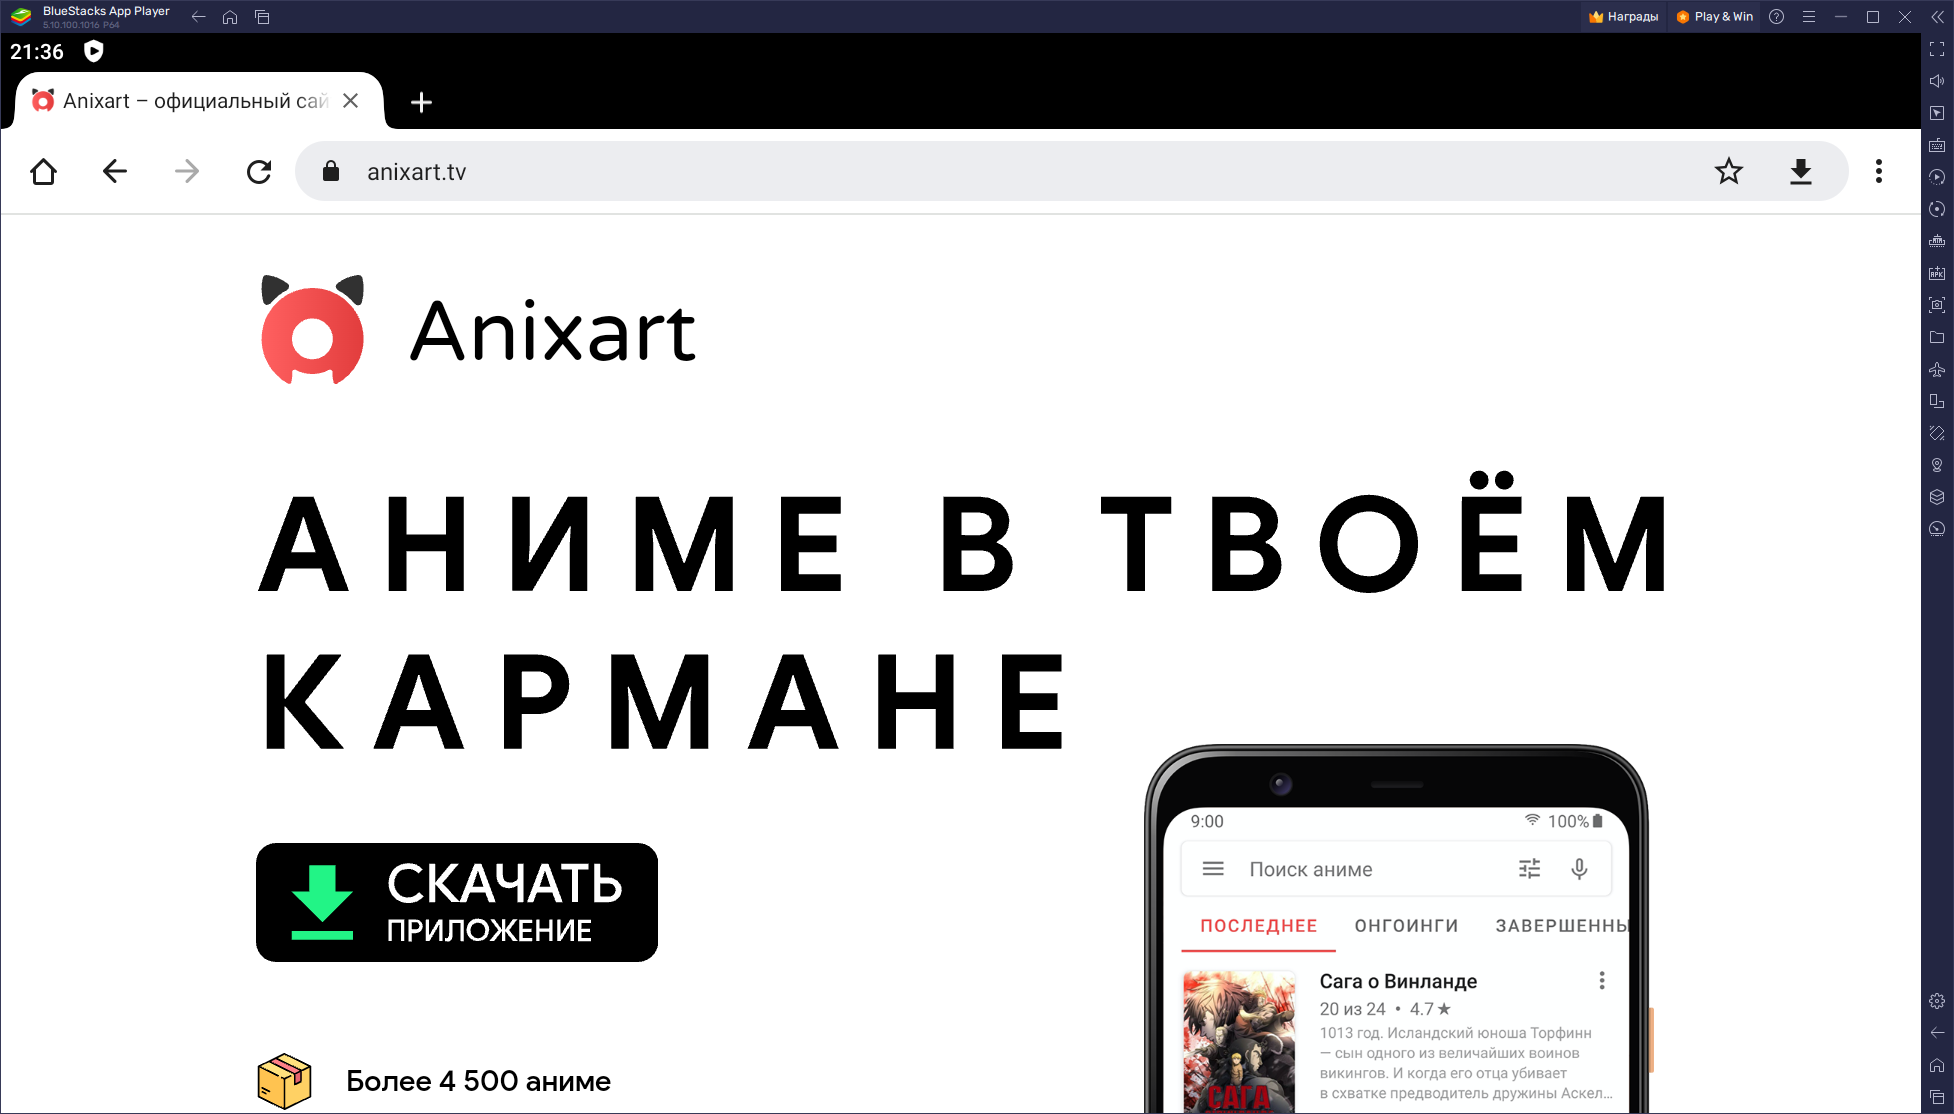 BlueStacks App Player
5.10.100.1016 P64
Награды
Play & Win
21:36
Anixart – официальный сай
anixart.tv
Anixart
АНИМЕ В ТВОЁМ
КАРМАНЕ
СКАЧАТЬ
ПРИЛОЖЕНИЕ
Более 4 500 аниме
9:00
100%
Поиск аниме
ПОСЛЕДНЕЕ ОНГОИНГИ ЗАВЕРШЕННЫ
Сага о Винланде
20 из 24 • 4.7 ★
1013 год. Исландский юноша Торфинн
— сын одного из величайших воинов
викингов. И когда его отца убивает
в схватке предводитель дружины Аскел...
САГА